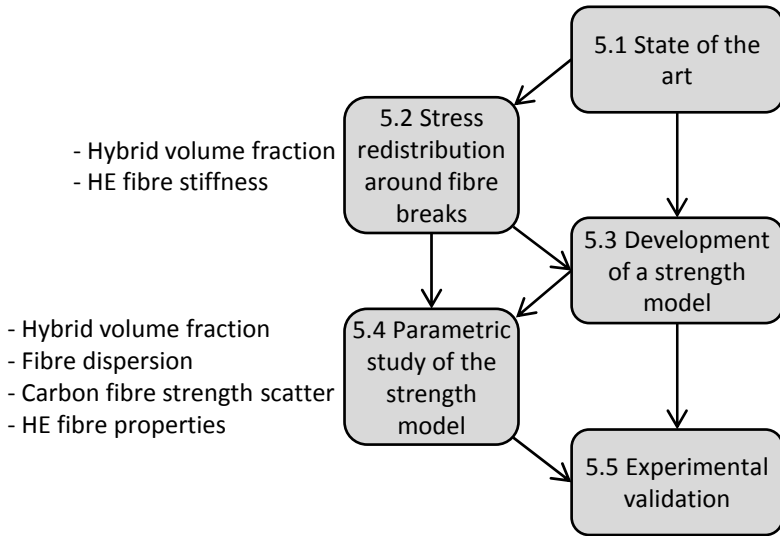 5.1 State of the
art
5.2 Stress
redistribution
around fibre
breaks
- Hybrid volume fraction
- HE fibre stiffness
5.3 Development
of a strength
model
5.4 Parametric
study of the
strength
model
- Hybrid volume fraction
- Fibre dispersion
- Carbon fibre strength scatter
- HE fibre properties
5.5 Experimental
validation